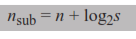 n_sub = n + log₂s